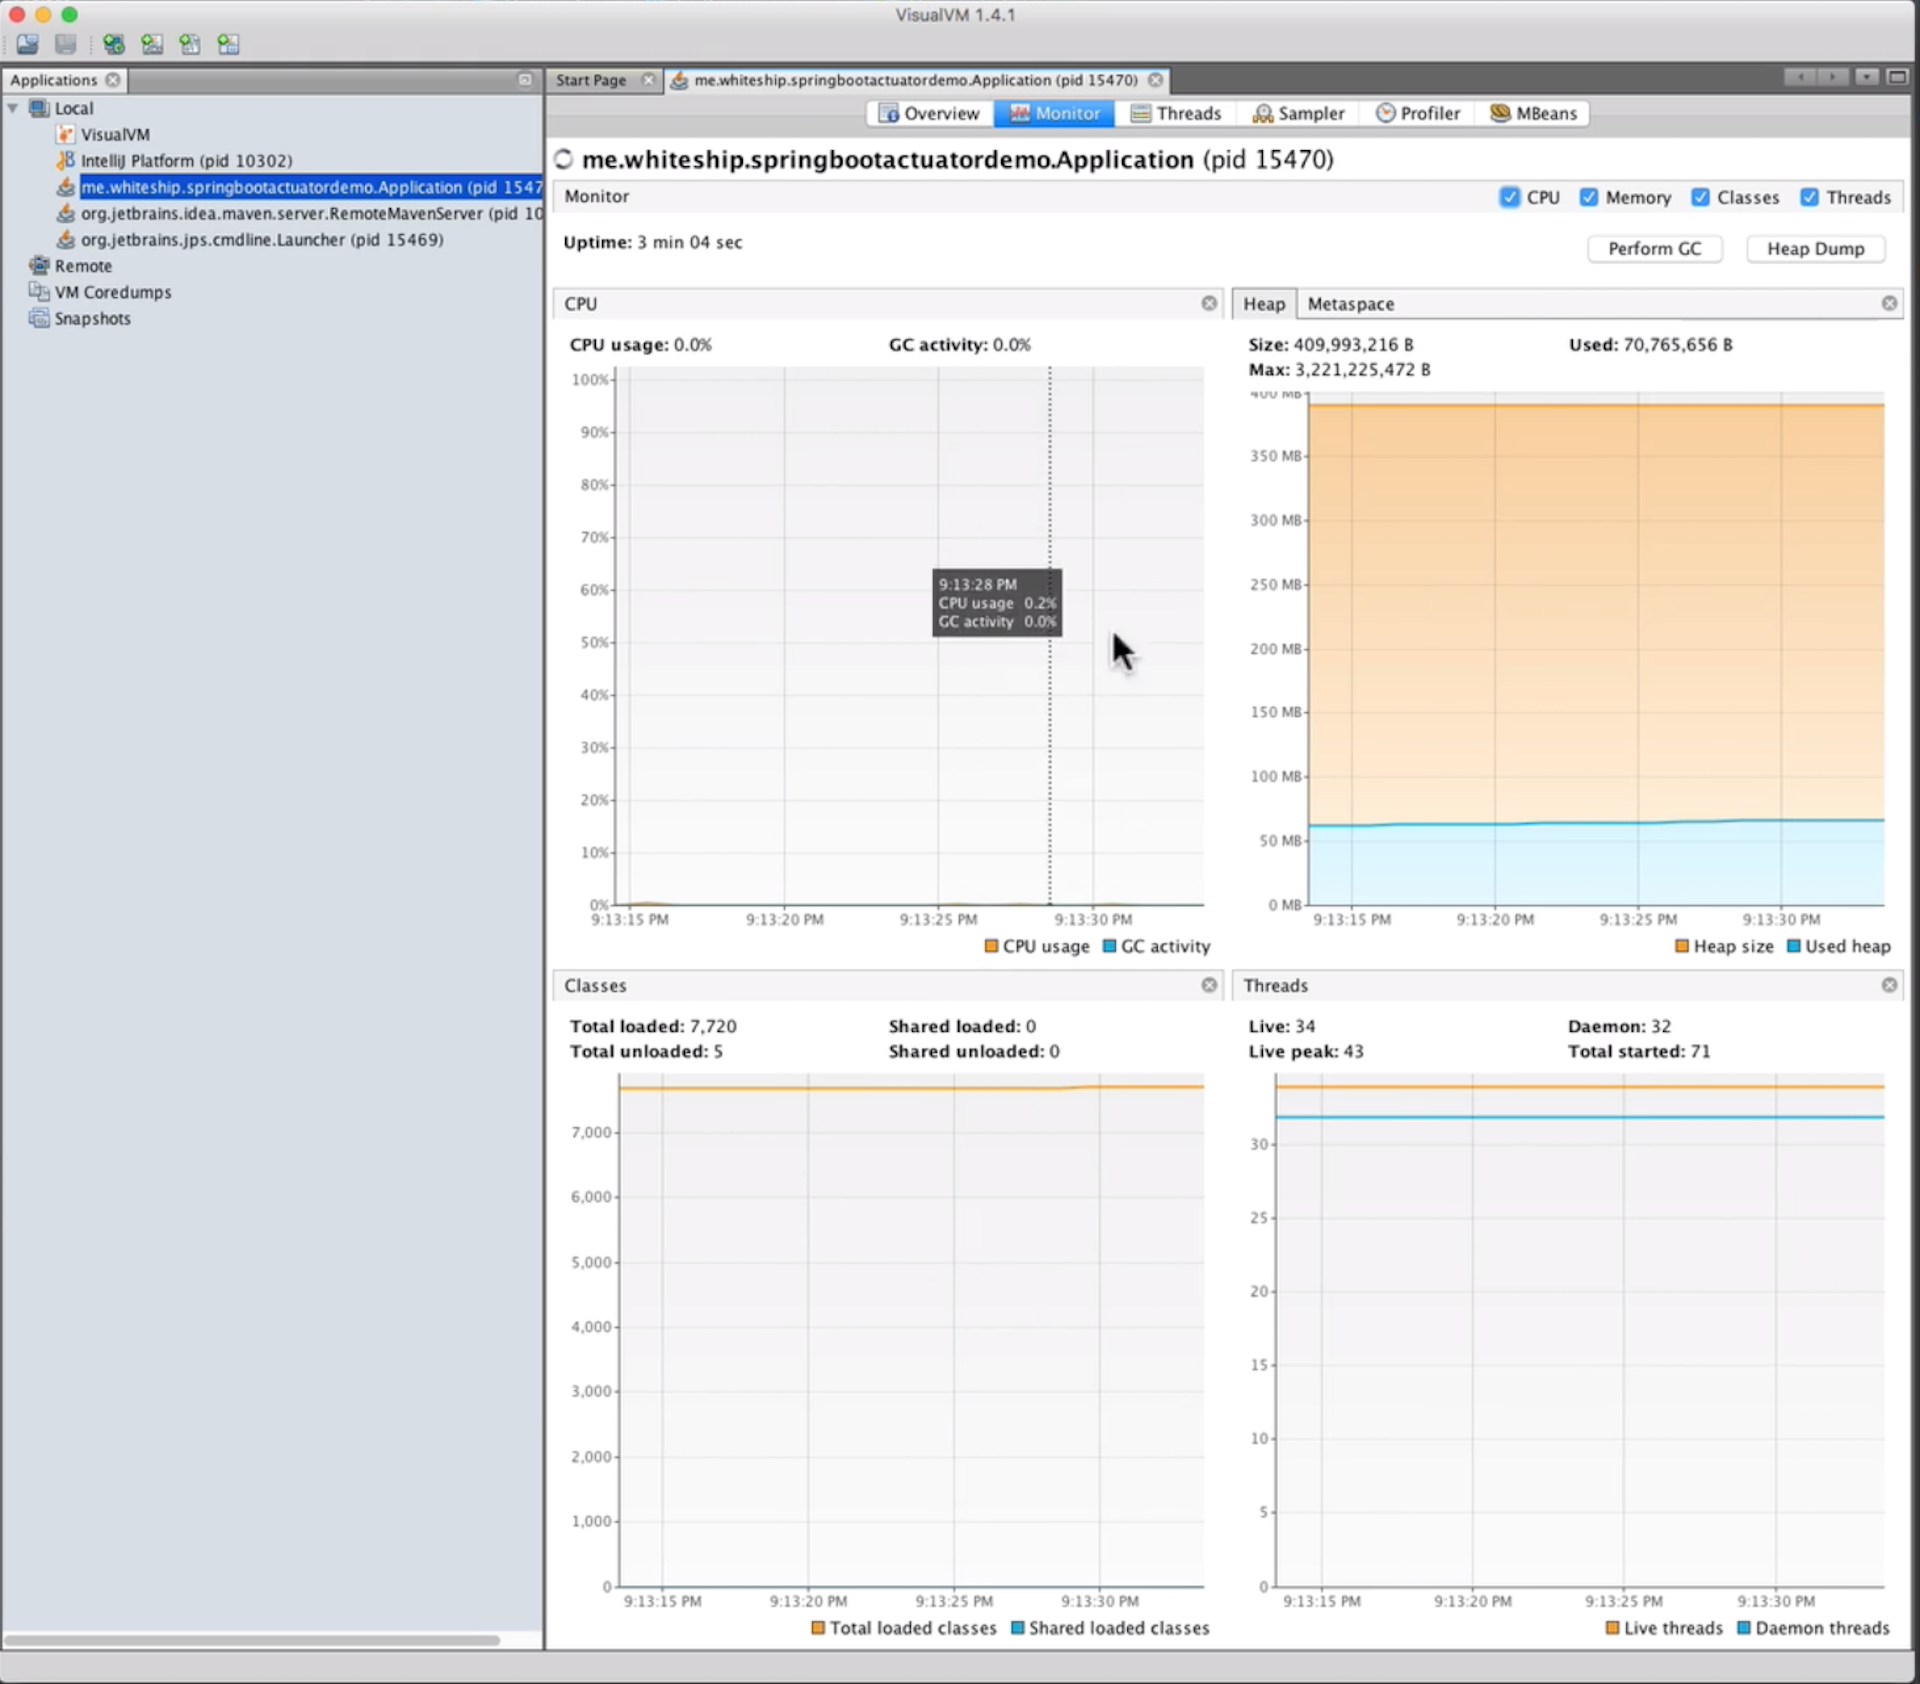 VisualVM 1.4.1
Applications
Local
VisualVM
IntelliJ Platform (pid 10302)
me.whiteship.springbootactuatordemo.Application (pid 1547
org.jetbrains.idea.maven.server.RemoteMavenServer (pid 10
org.jetbrains.jps.cmdline.Launcher (pid 15469)
Remote
VM Coredumps
Snapshots
Start Page
me.whiteship.springbootactuatordemo.Application (pid 15470)
Overview Monitor Threads Sampler Profiler MBeans
me.whiteship.springbootactuatordemo.Application (pid 15470)
Monitor
CPU Memory Classes Threads
Uptime: 3 min 04 sec
Perform GC Heap Dump
CPU
CPU usage: 0.0% GC activity: 0.0%
100%
90%
80%
70%
60%
50%
40%
30%
20%
10%
0%
9:13:28 PM
CPU usage 0.2%
GC activity 0.0%
9:13:15 PM 9:13:20 PM 9:13:25 PM 9:13:30 PM
CPU usage GC activity
Heap Metaspace
Size: 409,993,216 B Used: 70,765,656 B
Max: 3,221,225,472 B
400 MB
350 MB
300 MB
250 MB
200 MB
150 MB
100 MB
50 MB
0 MB
9:13:15 PM 9:13:20 PM 9:13:25 PM 9:13:30 PM
Heap size Used heap
Classes
Total loaded: 7,720 Shared loaded: 0
Total unloaded: 5 Shared unloaded: 0
7,000
6,000
5,000
4,000
3,000
2,000
1,000
0
9:13:15 PM 9:13:20 PM 9:13:25 PM 9:13:30 PM
Total loaded classes Shared loaded classes
Threads
Live: 34 Daemon: 32
Live peak: 43 Total started: 71
30
25
20
15
10
5
0
9:13:15 PM 9:13:20 PM 9:13:25 PM 9:13:30 PM
Live threads Daemon threads